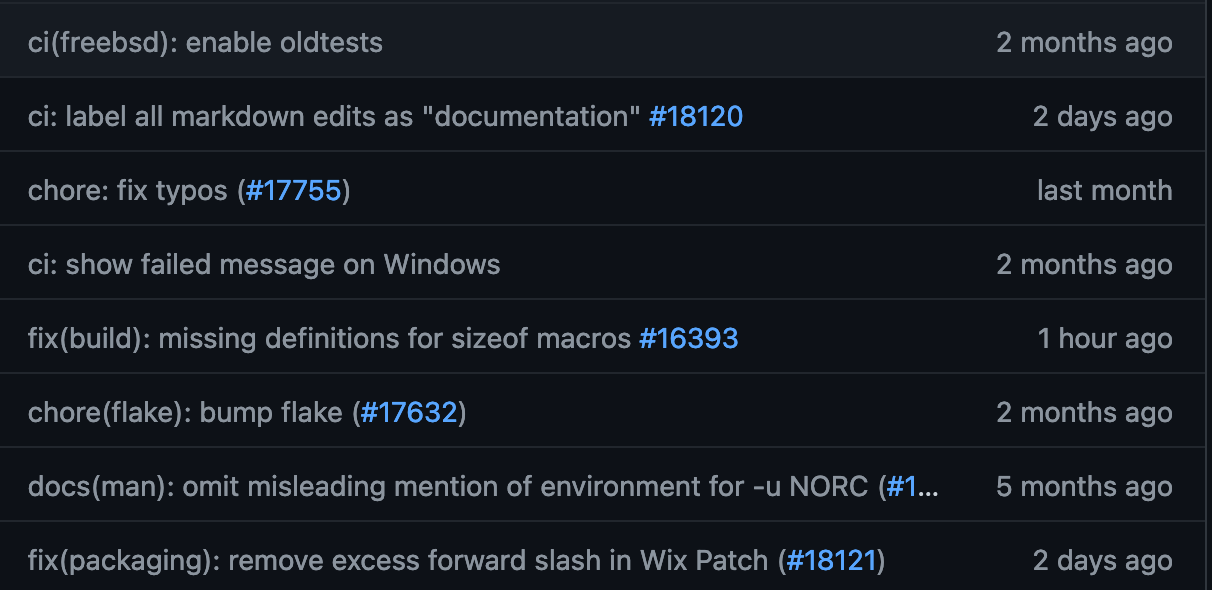 ci(freebsd): enable oldtests 2 months ago
ci: label all markdown edits as "documentation" #18120 2 days ago
chore: fix typos (#17755) last month
ci: show failed message on Windows 2 months ago
fix(build): missing definitions for sizeof macros #16393 1 hour ago
chore(flake): bump flake (#17632) 2 months ago
docs(man): omit misleading mention of environment for -u NORC (#1... 5 months ago
fix(packaging): remove excess forward slash in Wix Patch (#18121) 2 days ago